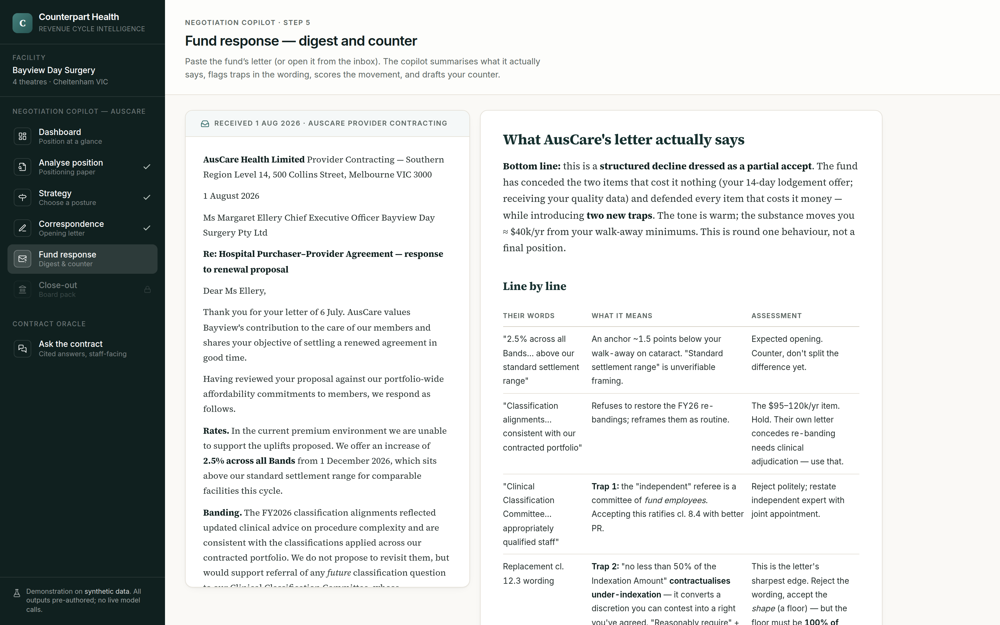 C
Counterpart Health
REVENUE CYCLE INTELLIGENCE
FACILITY
Bayview Day Surgery
4 theatres · Cheltenham VIC
NEGOTIATION COPILOT — AUSCARE
Dashboard
Position at a glance
Analyse position
Positioning paper
Strategy
Choose a posture
Correspondence
Opening letter
Fund response
Digest & counter
Close-out
Board pack
CONTRACT ORACLE
Ask the contract
Cited answers, staff-facing
Demonstration on synthetic data. All
outputs pre-authored; no live model
calls.
NEGOTIATION COPILOT · STEP 5
Fund response — digest and counter
Paste the fund’s letter (or open it from the inbox). The copilot summarises what it actually
says, flags traps in the wording, scores the movement, and drafts your counter.
RECEIVED 1 AUG 2026 · AUSCARE PROVIDER CONTRACTING
AusCare Health Limited Provider Contracting — Southern
Region Level 14, 500 Collins Street, Melbourne VIC 3000
1 August 2026
Ms Margaret Ellery Chief Executive Officer Bayview Day
Surgery Pty Ltd
Re: Hospital Purchaser–Provider Agreement — response
to renewal proposal
Dear Ms Ellery,
Thank you for your letter of 6 July. AusCare values
Bayview's contribution to the care of our members and
shares your objective of settling a renewed agreement in
good time.
Having reviewed your proposal against our portfolio-wide
affordability commitments to members, we respond as
follows.
Rates. In the current premium environment we are unable
to support the uplifts proposed. We offer an increase of
2.5% across all Bands from 1 December 2026, which sits
above our standard settlement range for comparable
facilities this cycle.
Banding. The FY2026 classification alignments reflected
updated clinical advice on procedure complexity and are
consistent with the classifications applied across our
contracted portfolio. We do not propose to revisit them, but
would support referral of any future classification question
to our Clinical Classification Committee, whose
What AusCare's letter actually says
Bottom line: this is a structured decline dressed as a partial accept. The fund
has conceded the two items that cost it nothing (your 14-day lodgement offer;
receiving your quality data) and defended every item that costs it money —
while introducing two new traps. The tone is warm; the substance moves you
≈ $40k/yr from your walk-away minimums. This is round one behaviour, not a
final position.
Line by line
THEIR WORDS
WHAT IT MEANS
ASSESSMENT
"2.5% across all
Bands… above our
standard settlement
range"
An anchor ~1.5 points below your
walk-away on cataract. "Standard
settlement range" is unverifiable
framing.
Expected opening.
Counter, don't split the
difference yet.
"Classification
alignments…
consistent with our
contracted portfolio"
Refuses to restore the FY26 re-
bandings; reframes them as routine.
The $95–120k/yr item.
Hold. Their own letter
concedes re-banding
needs clinical
adjudication — use that.
"Clinical
Classification
Committee…
appropriately
qualified staff"
Trap 1: the "independent" referee is a
committee of fund employees.
Accepting this ratifies cl. 8.4 with better
PR.
Reject politely; restate
independent expert with
joint appointment.
Replacement cl.
12.3 wording
Trap 2: "no less than 50% of the
Indexation Amount" contractualises
under-indexation — it converts a
discretion you can contest into a right
you've agreed. "Reasonably require" +
This is the letter's
sharpest edge. Reject the
wording, accept the
shape (a floor) — but the
floor must be 100% of